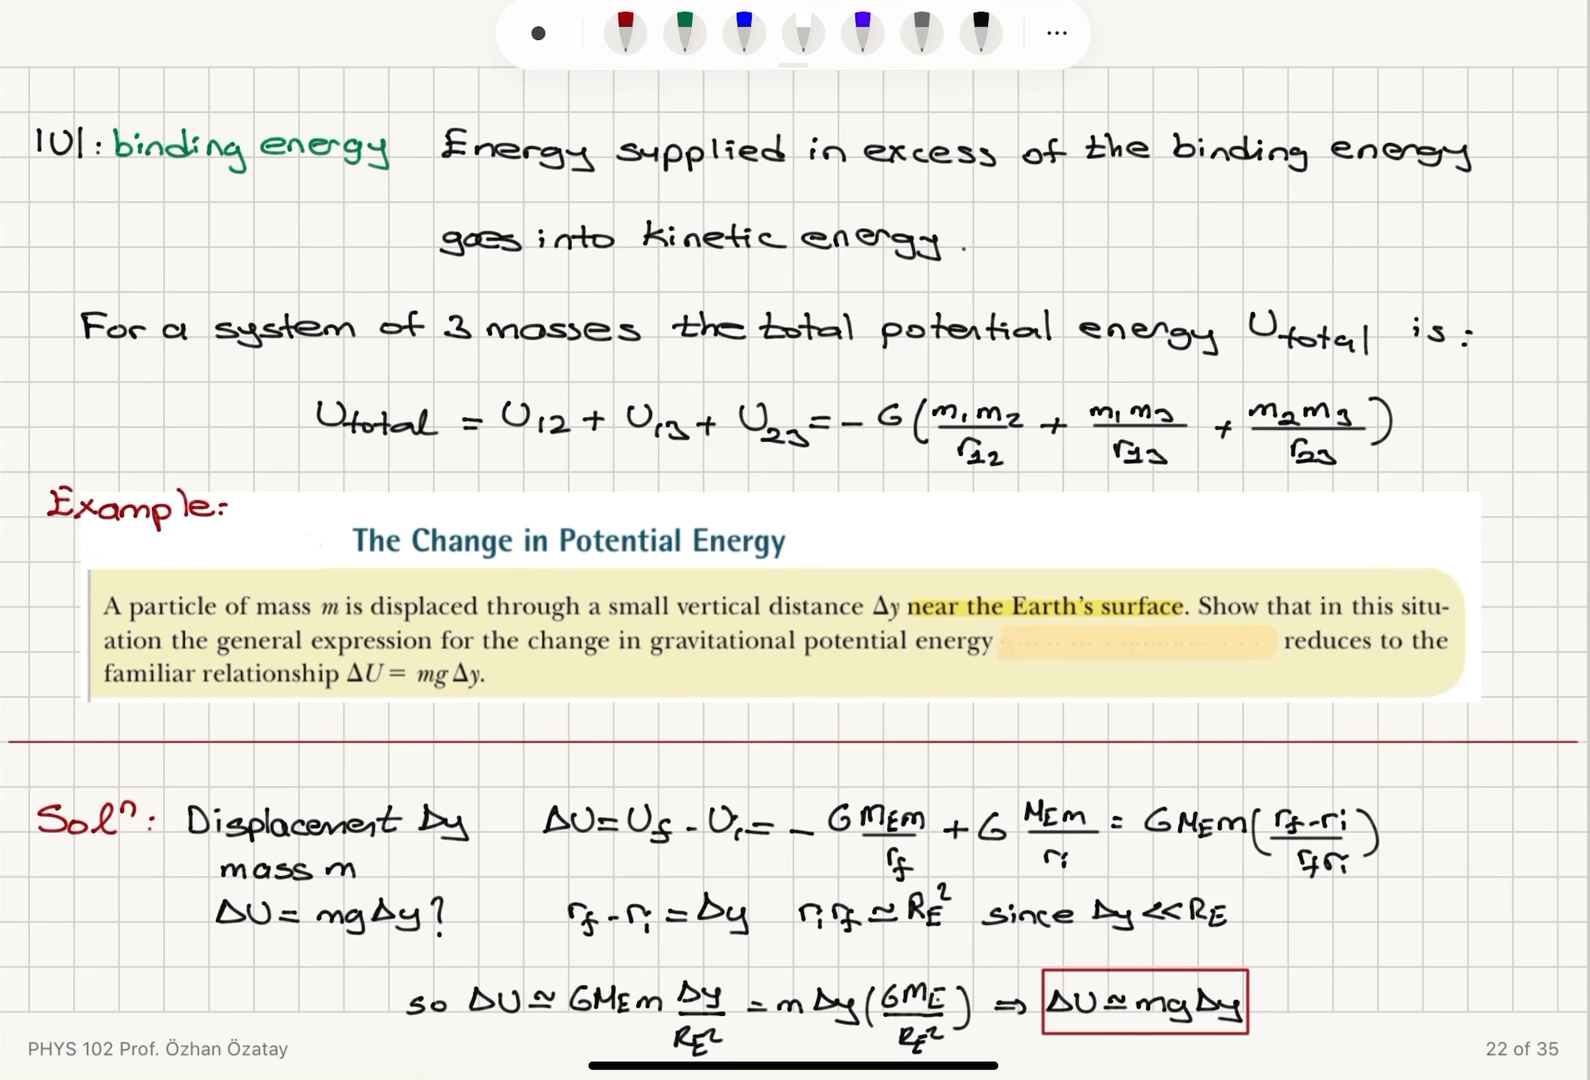 |U|: binding energy Energy supplied in excess of the binding energy
goes into kinetic energy.
For a system of 3 masses the total potential energy Utotal is:
Utotal = U12 + U13 + U23 = - G (m1m2/r12 + m1m3/r13 + m2m3/r23)
Example:
The Change in Potential Energy
A particle of mass m is displaced through a small vertical distance Δy near the Earth's surface. Show that in this situ-
ation the general expression for the change in gravitational potential energy reduces to the
familiar relationship ΔU = mg Δy.
Solⁿ: Displacement Δy ΔU = Uf - Ui = - G MEm/rf + G MEm/ri = GMEm(rf-ri/rfri)
mass m
ΔU = mgΔy? rf - ri = Δy rirf ≃ RE² since Δy << RE
so ΔU ≃ GMEm Δy/RE² = mΔy(GME/RE²) ⇒ ΔU ≃ mgΔy
PHYS 102 Prof. Özhan Özatay 22 of 35